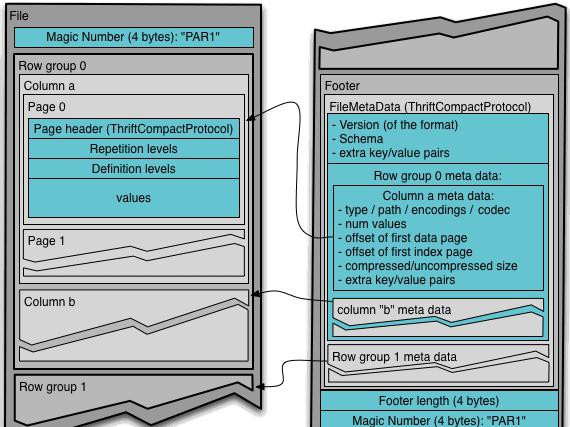 File
Magic Number (4 bytes): "PAR1"
Row group 0
Column a
Page 0
Page header (ThriftCompactProtocol)
Repetition levels
Definition levels
values
Page 1
Column b
Row group 1
Footer
FileMetaData (ThriftCompactProtocol)
- Version (of the format)
- Schema
- extra key/value pairs
Row group 0 meta data:
Column a meta data:
- type / path / encodings / codec
- num values
- offset of first data page
- offset of first index page
- compressed/uncompressed size
- extra key/value pairs
column "b" meta data
Row group 1 meta data
Footer length (4 bytes)
Magic Number (4 bytes): "PAR1"